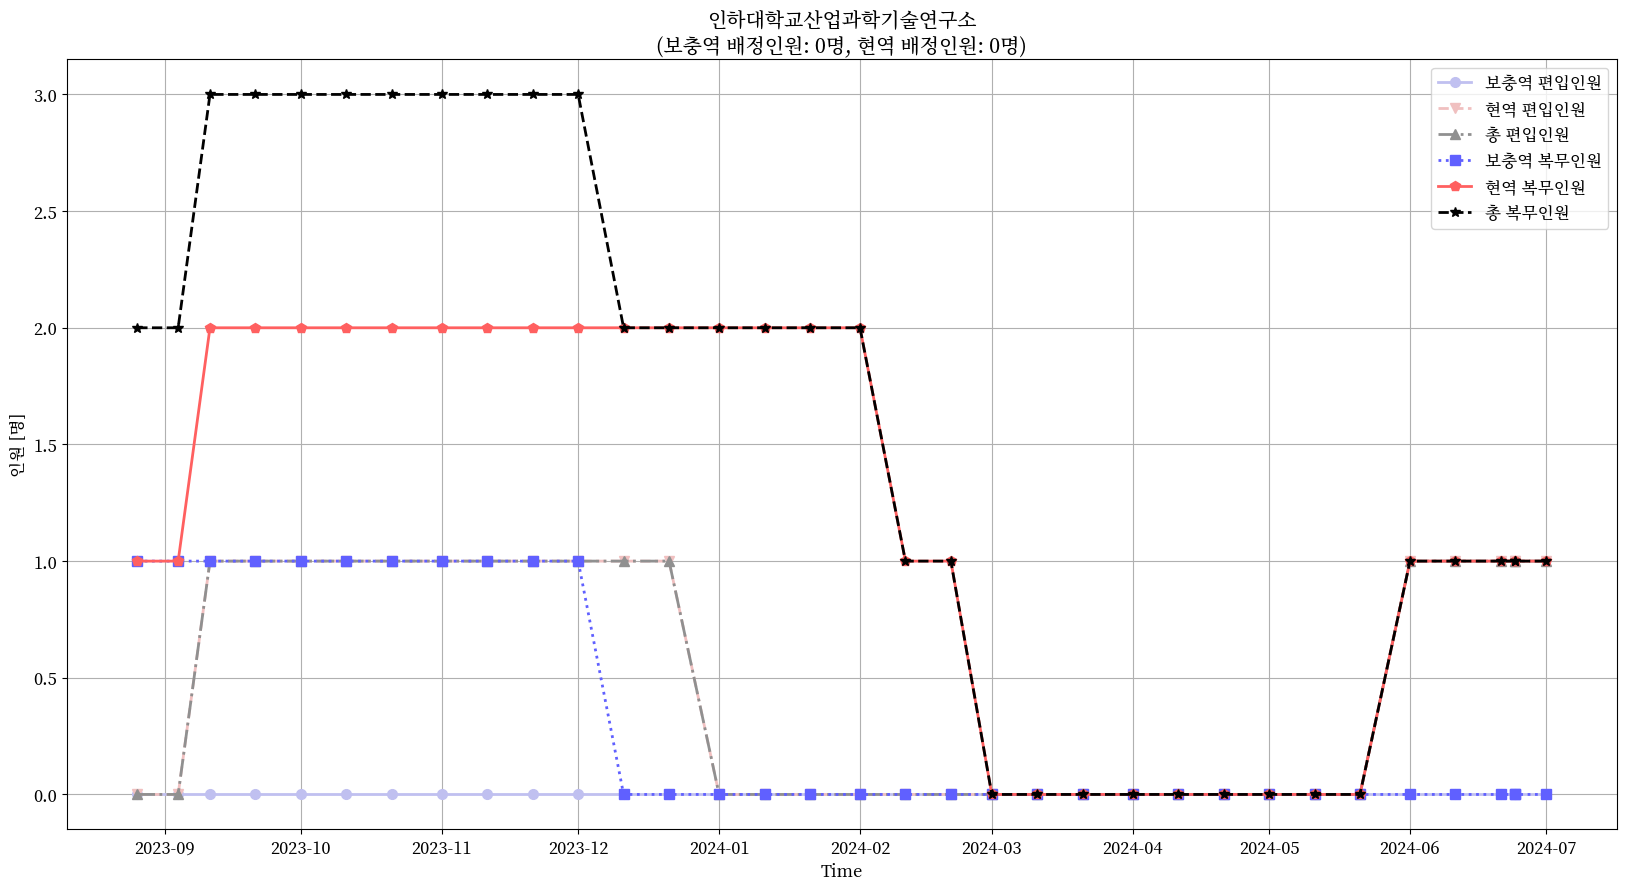 인하대학교산업과학기술연구소
(보충역 배정인원: 0명, 현역 배정인원: 0명)
보충역 편입인원
현역 편입인원
총 편입인원
보충역 복무인원
현역 복무인원
총 복무인원
인원 [명]
3.0
2.5
2.0
1.5
1.0
0.5
0.0
2023-09 2023-10 2023-11 2023-12 2024-01 2024-02 2024-03 2024-04 2024-05 2024-06 2024-07
Time